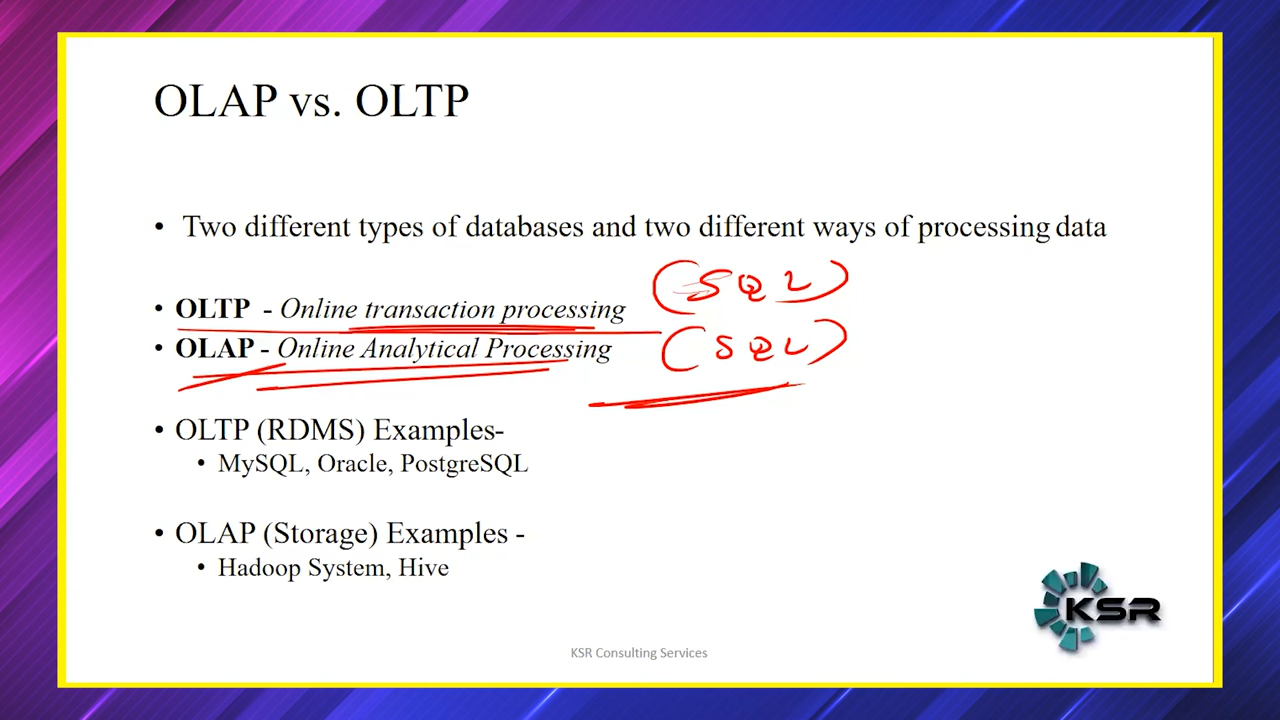 OLAP vs. OLTP
• Two different types of databases and two different ways of processing data
(SQL)
• OLTP - Online transaction processing
• OLAP - Online Analytical Processing (SQL)
• OLTP (RDMS) Examples-
• MySQL, Oracle, PostgreSQL
• OLAP (Storage) Examples -
• Hadoop System, Hive
KSR
KSR Consulting Services